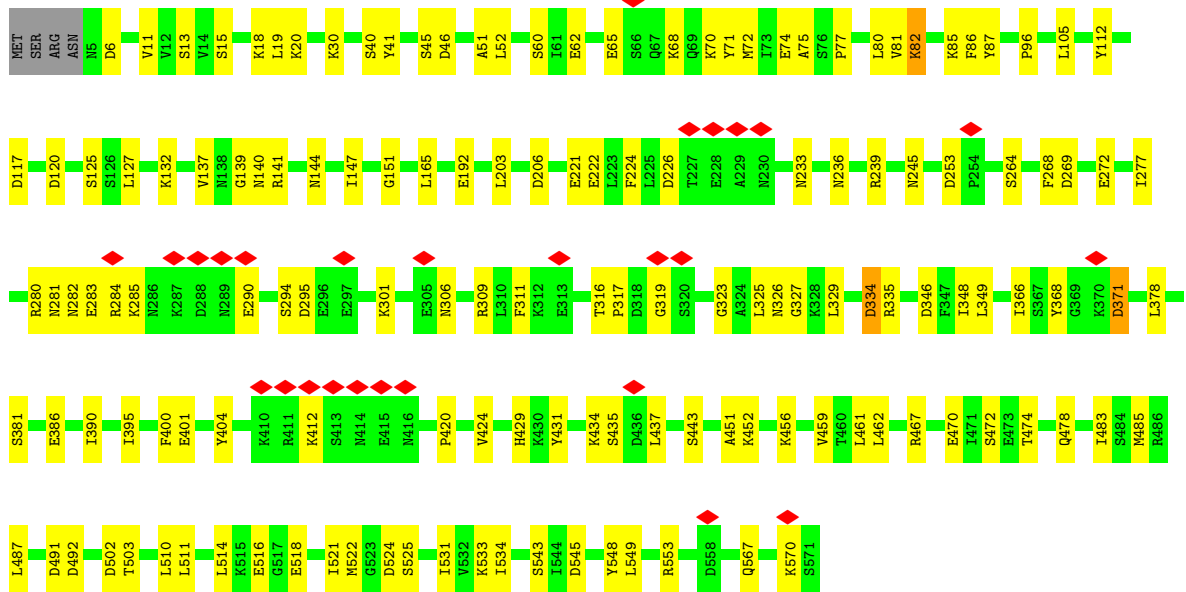 MET SER ARG ASN N5 D6 V11 V12 S13 V14 S15 K18 L19 K20 K30 S40 Y41 S45 D46 A51 L52 S60 I61 E62 E65 S66 Q67 K68 Q69 K70 Y71 M72 I73 E74 A75 S76 P77 L80 V81 K82 K85 F86 Y87 P96 L105 Y112
D117 D120 S125 S126 L127 K132 V137 N138 G139 N140 R141 N144 I147 G151 L165 E192 L203 D206 E221 E222 L223 F224 L225 D226 T227 E228 A229 N230 N233 N236 R239 N245 D253 P254 S264 F268 D269 E272 I277
R280 N281 N282 E283 R284 K285 N286 K287 D288 N289 E290 S294 D295 E296 E297 K301 E305 N306 R309 L310 F311 K312 E313 T316 P317 D318 G319 S320 G323 A324 L325 N326 G327 K328 L329 D334 R335 D346 F347 I348 L349 I366 S367 Y368 G369 K370 D371 L378
S381 E386 I390 I395 F400 E401 Y404 K410 R411 K412 S413 N414 E415 N416 P420 V424 H429 K430 Y431 K434 S435 D436 L437 S443 A451 K452 K456 V459 T460 L461 L462 R467 E470 I471 S472 E473 T474 Q478 I483 S484 M485 R486
L487 D491 D492 D502 T503 L510 L511 L514 K515 E516 G517 E518 I521 M522 G523 D524 S525 I531 V532 K533 I534 S543 I544 D545 Y548 L549 R553 D558 Q567 K570 S571